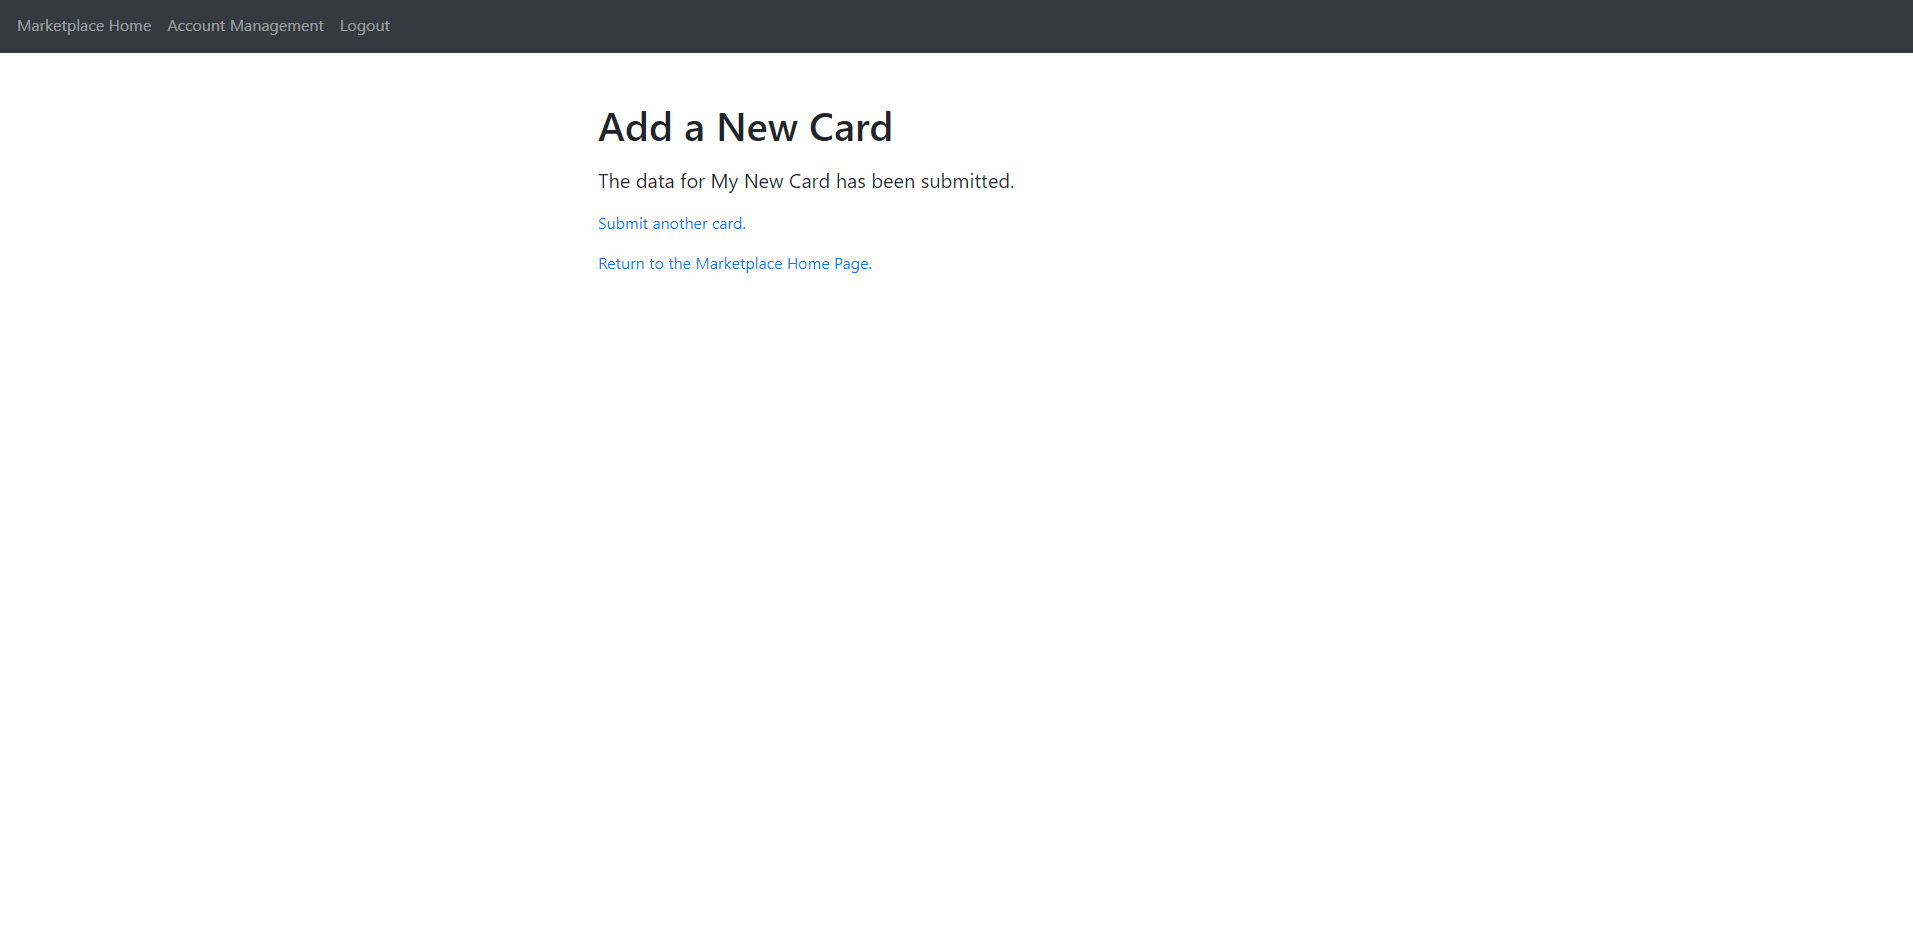 Marketplace Home Account Management Logout
Add a New Card
The data for My New Card has been submitted.
Submit another card.
Return to the Marketplace Home Page.